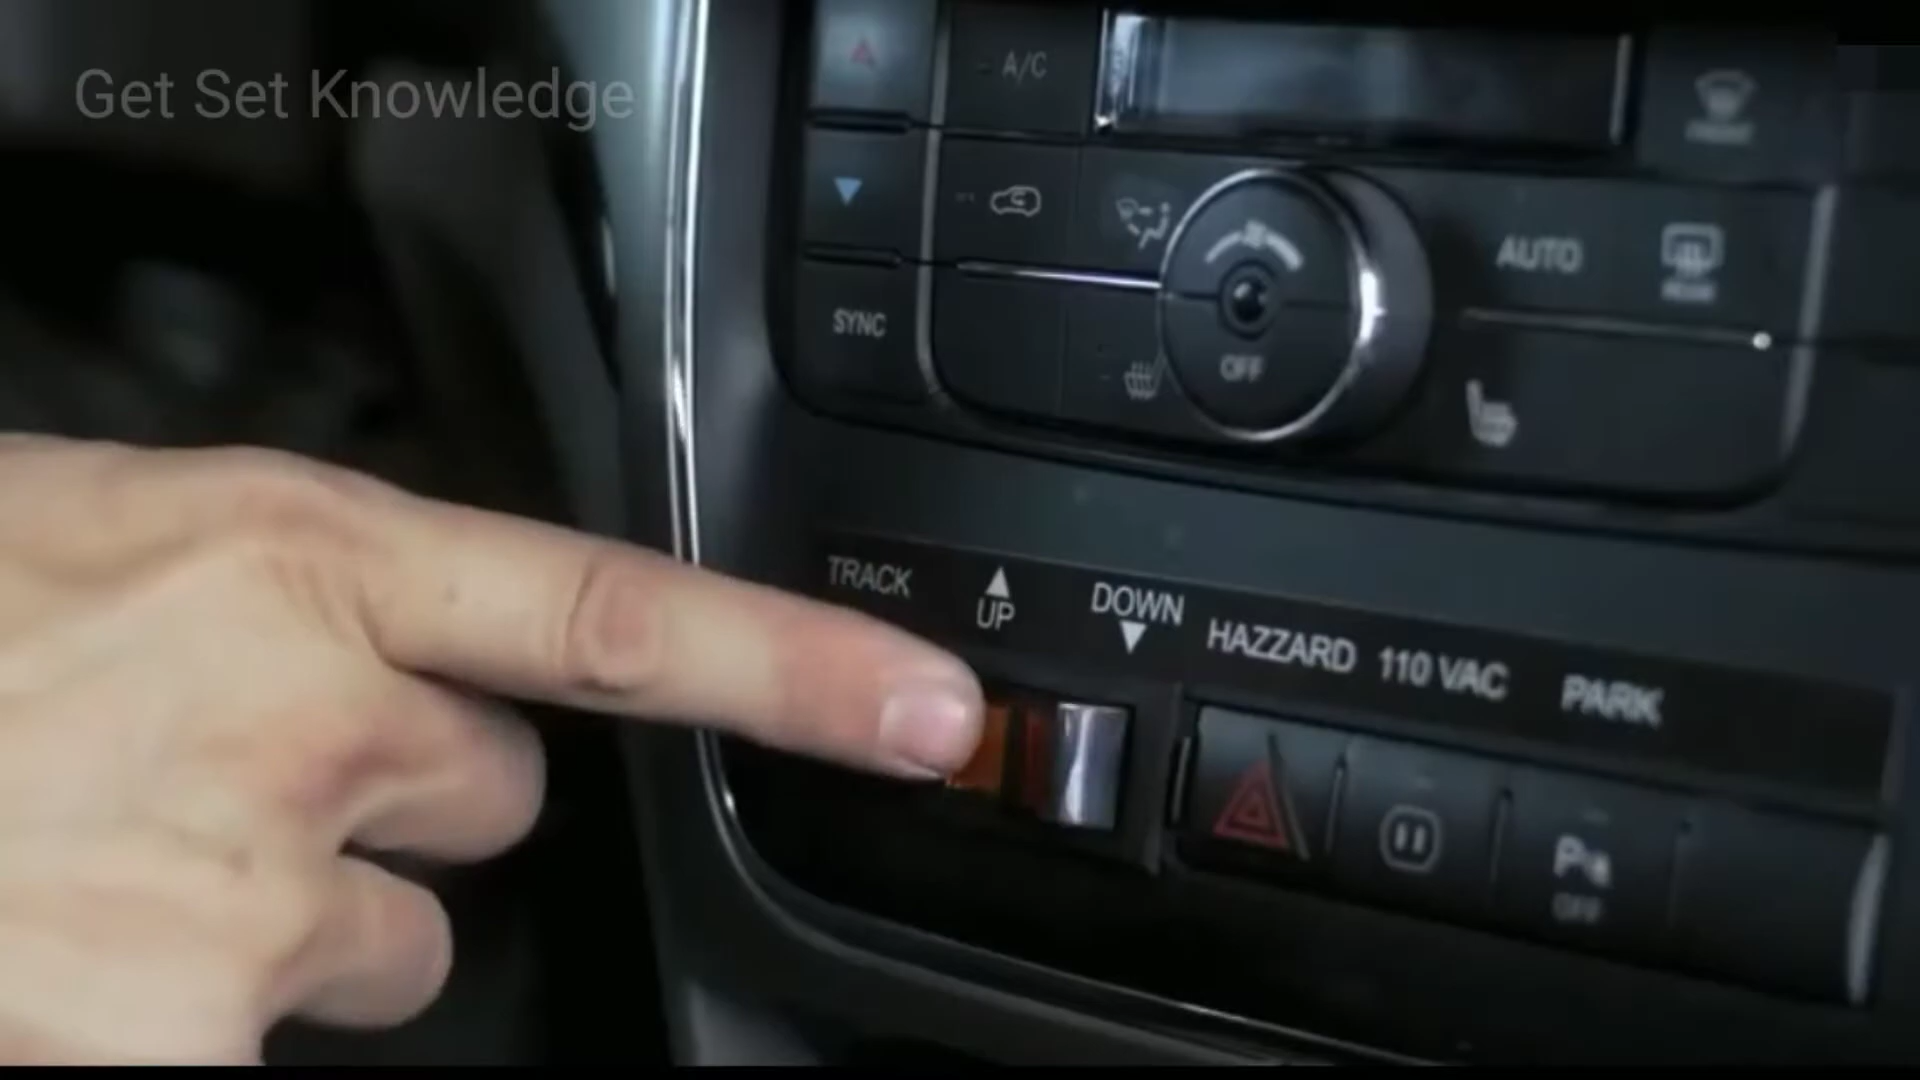 Get Set Knowledge
A/C
AUTO
SYNC
OFF
TRACK
UP
DOWN
HAZZARD
110 VAC
PARK
OFF